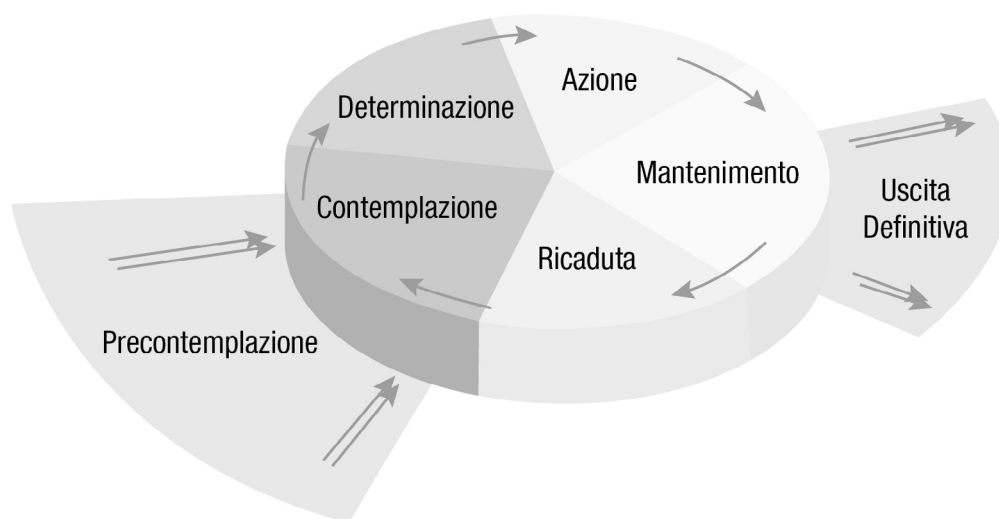 Azione
Determinazione
Mantenimento
Uscita
Definitiva
Contemplazione
Ricaduta
Precontemplazione